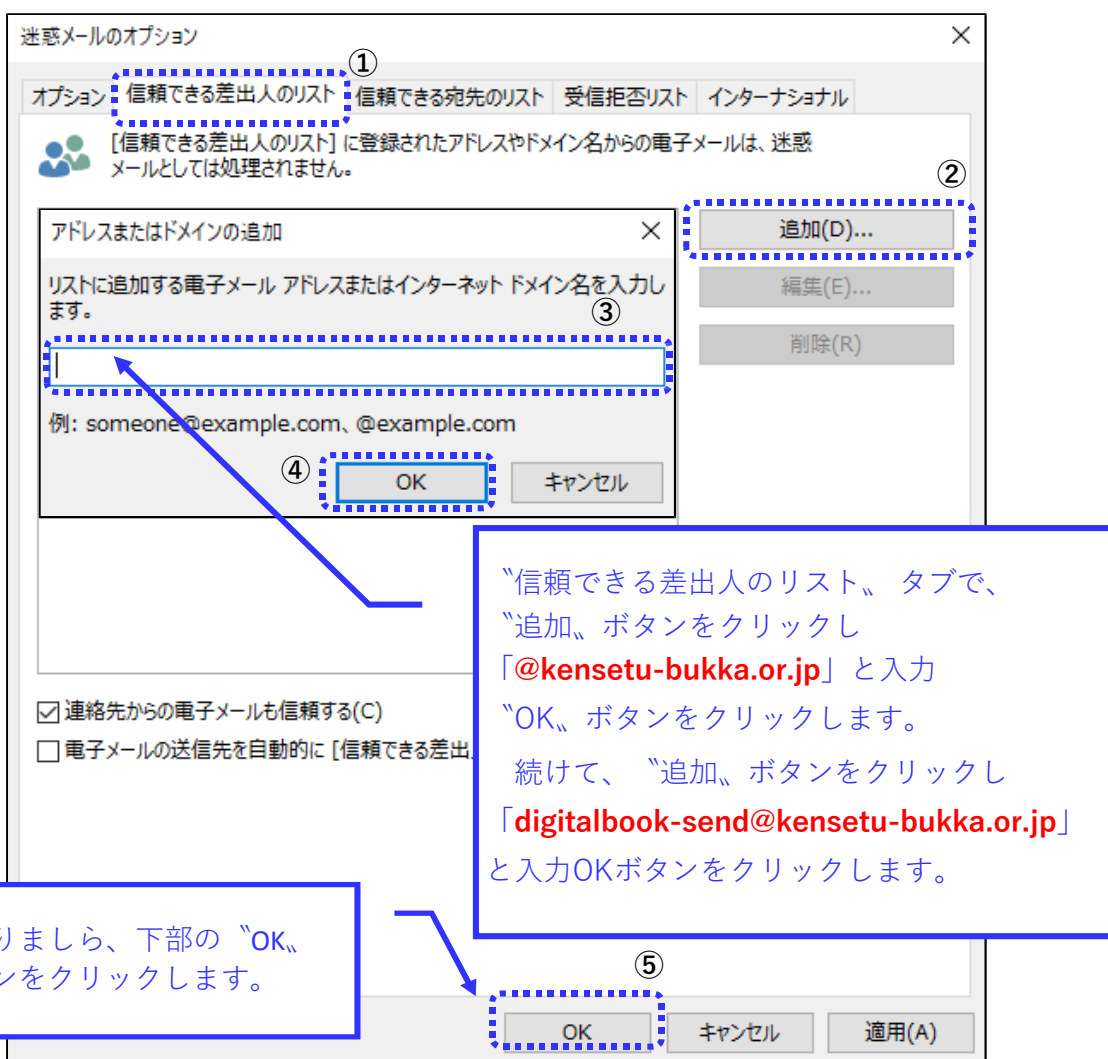 迷惑メールのオプション
①
オプション 信頼できる差出人のリスト 信頼できる宛先のリスト 受信拒否リスト インターナショナル
[信頼できる差出人のリスト] に登録されたアドレスやドメイン名からの電子メールは、迷惑
メールとしては処理されません。
②
追加(D)...
編集(E)...
削除(R)
アドレスまたはドメインの追加
リストに追加する電子メール アドレスまたはインターネット ドメイン名を入力し
ます。
③
例: someone@example.com、@example.com
④
OK キャンセル
〝信頼できる差出人のリスト〟 タブで、
〝追加〟ボタンをクリックし
「@kensetu-bukka.or.jp」と入力
〝OK〟ボタンをクリックします。
続けて、〝追加〟ボタンをクリックし
「digitalbook-send@kensetu-bukka.or.jp」
と入力OKボタンをクリックします。
連絡先からの電子メールも信頼する(C)
電子メールの送信先を自動的に [信頼できる差出
りましら、下部の〝OK〟
ンをクリックします。
⑤
OK キャンセル 適用(A)